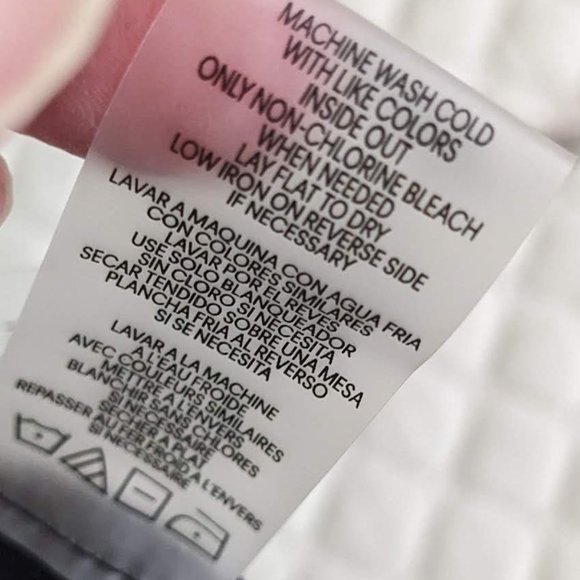 MACHINE WASH COLD
WITH LIKE COLORS
INSIDE OUT
ONLY NON-CHLORINE BLEACH
WHEN NEEDED
LAY FLAT TO DRY
LOW IRON ON REVERSE SIDE
IF NECESSARY
LAVAR A MAQUINA CON AGUA FRIA
CON COLORES SIMILARES
LAVAR POR EL REVES
USE SOLO BLANQUEADOR
SIN CLORO SI NECESITA
SECAR TENDIDO SOBRE UNA MESA
PLANCHA FRIA AL REVERSO
SI SE NECESITA
LAVAR A LA MACHINE
A L'EAU FROIDE
AVEC COULEURS SIMILAIRES
METTRE A L'ENVERS
BLANCHIR SANS CHLORES
SI NECESSAIRE
SECHER A PLAT
REPASSER AU FER FROID A L'ENVERS
SI NECESSAIRE